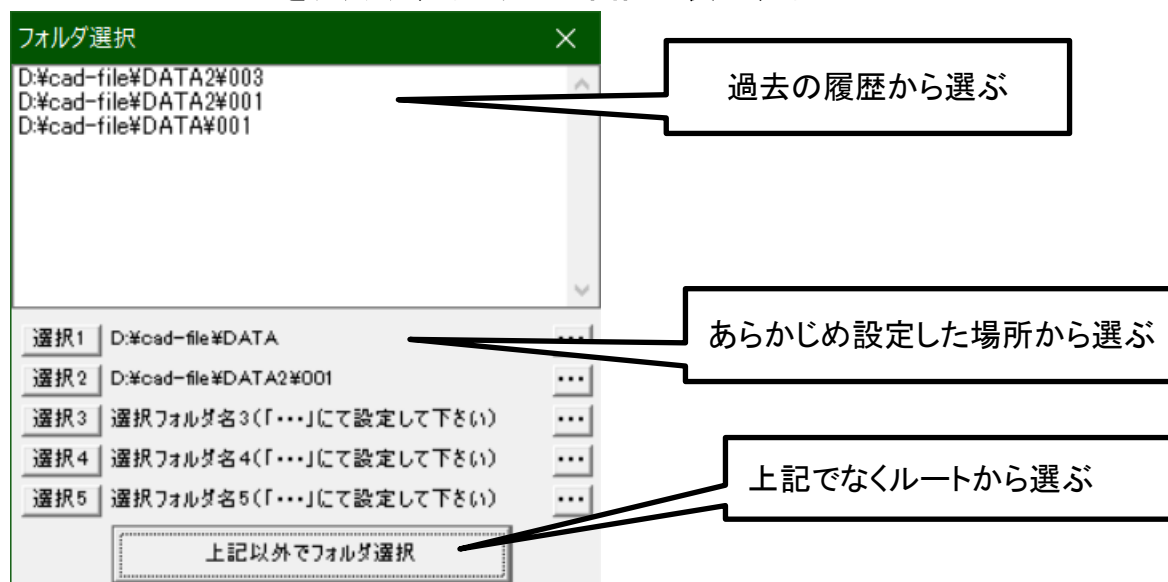 フォルダ選択
D:¥cad-file¥DATA2¥003
D:¥cad-file¥DATA2¥001
D:¥cad-file¥DATA¥001
過去の履歴から選ぶ
選択1 D:¥cad-file¥DATA ...
あらかじめ設定した場所から選ぶ
選択2 D:¥cad-file¥DATA2¥001 ...
選択3 選択フォルダ名3(「・・・」にて設定して下さい) ...
選択4 選択フォルダ名4(「・・・」にて設定して下さい) ...
選択5 選択フォルダ名5(「・・・」にて設定して下さい) ...
上記でなくルートから選ぶ
上記以外でフォルダ選択